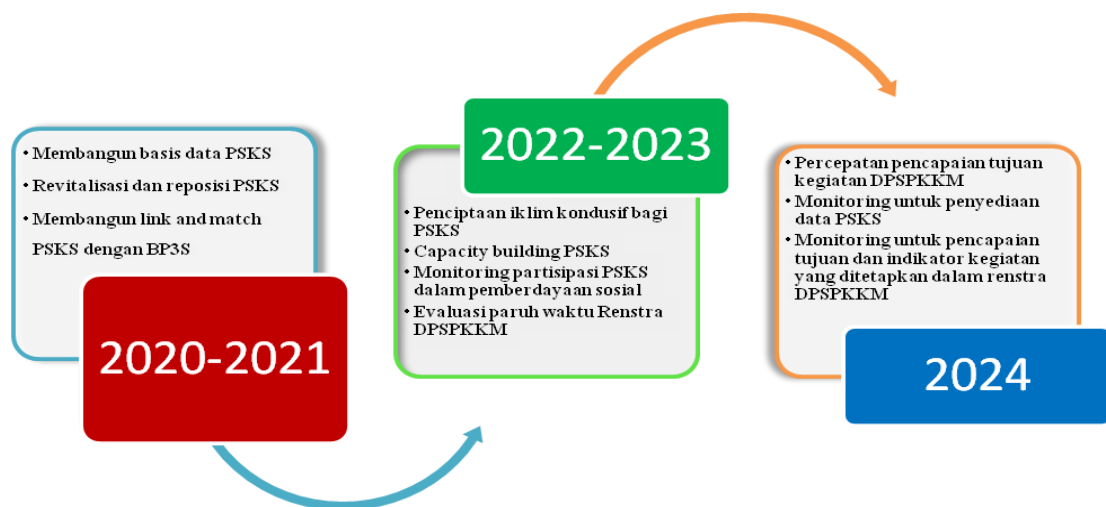 • Membangun basis data PSKS
• Revitalisasi dan reposisi PSKS
• Membangun link and match
PSKS dengan BP3S
2020-2021
2022-2023
• Penciptaan iklim kondusif bagi
PSKS
• Capacity building PSKS
• Monitoring partisipasi PSKS
dalam pemberdayaan sosial
• Evaluasi paruh waktu Renstra
DPSPKKM
• Percepatan pencapaian tujuan
kegiatan DPSPKKM
• Monitoring untuk penyediaan
data PSKS
• Monitoring untuk pencapaian
tujuan dan indikator kegiatan
yang ditetapkan dalam renstra
DPSPKKM
2024